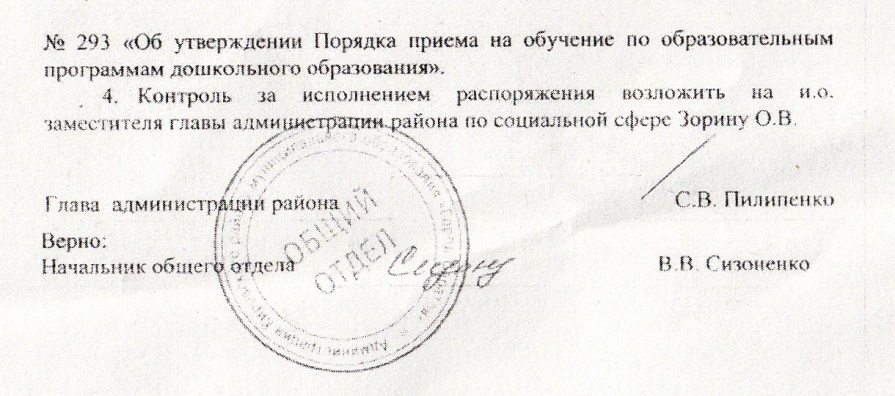 № 293 «Об утверждении Порядка приема на обучение по образовательным
программам дошкольного образования».
4. Контроль за исполнением распоряжения возложить на и.о.
заместителя главы администрации района по социальной сфере Зорину О.В.
Глава администрации района С.В. Пилипенко
Верно:
Начальник общего отдела В.В. Сизоненко
ОБЩИЙ
ОТДЕЛ